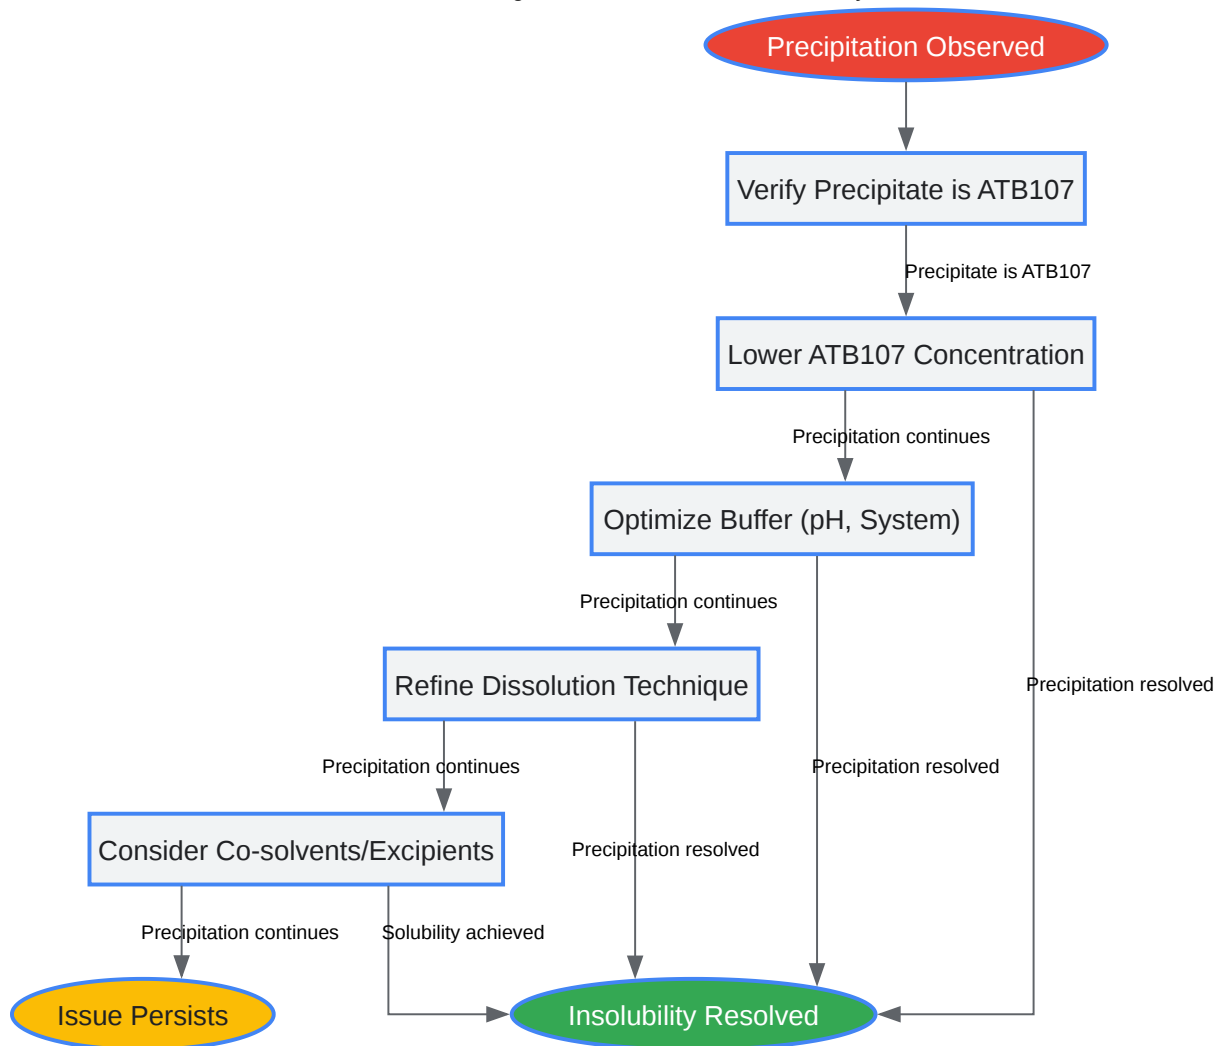 Precipitation Observed
Verify Precipitate is ATB107
Precipitate is ATB107
Lower ATB107 Concentration
Precipitation continues
Optimize Buffer (pH, System)
Precipitation continues
Refine Dissolution Technique
Precipitation resolved
Precipitation continues
Precipitation resolved
Consider Co-solvents/Excipients
Precipitation resolved
Precipitation continues
Solubility achieved
Issue Persists
Insolubility Resolved